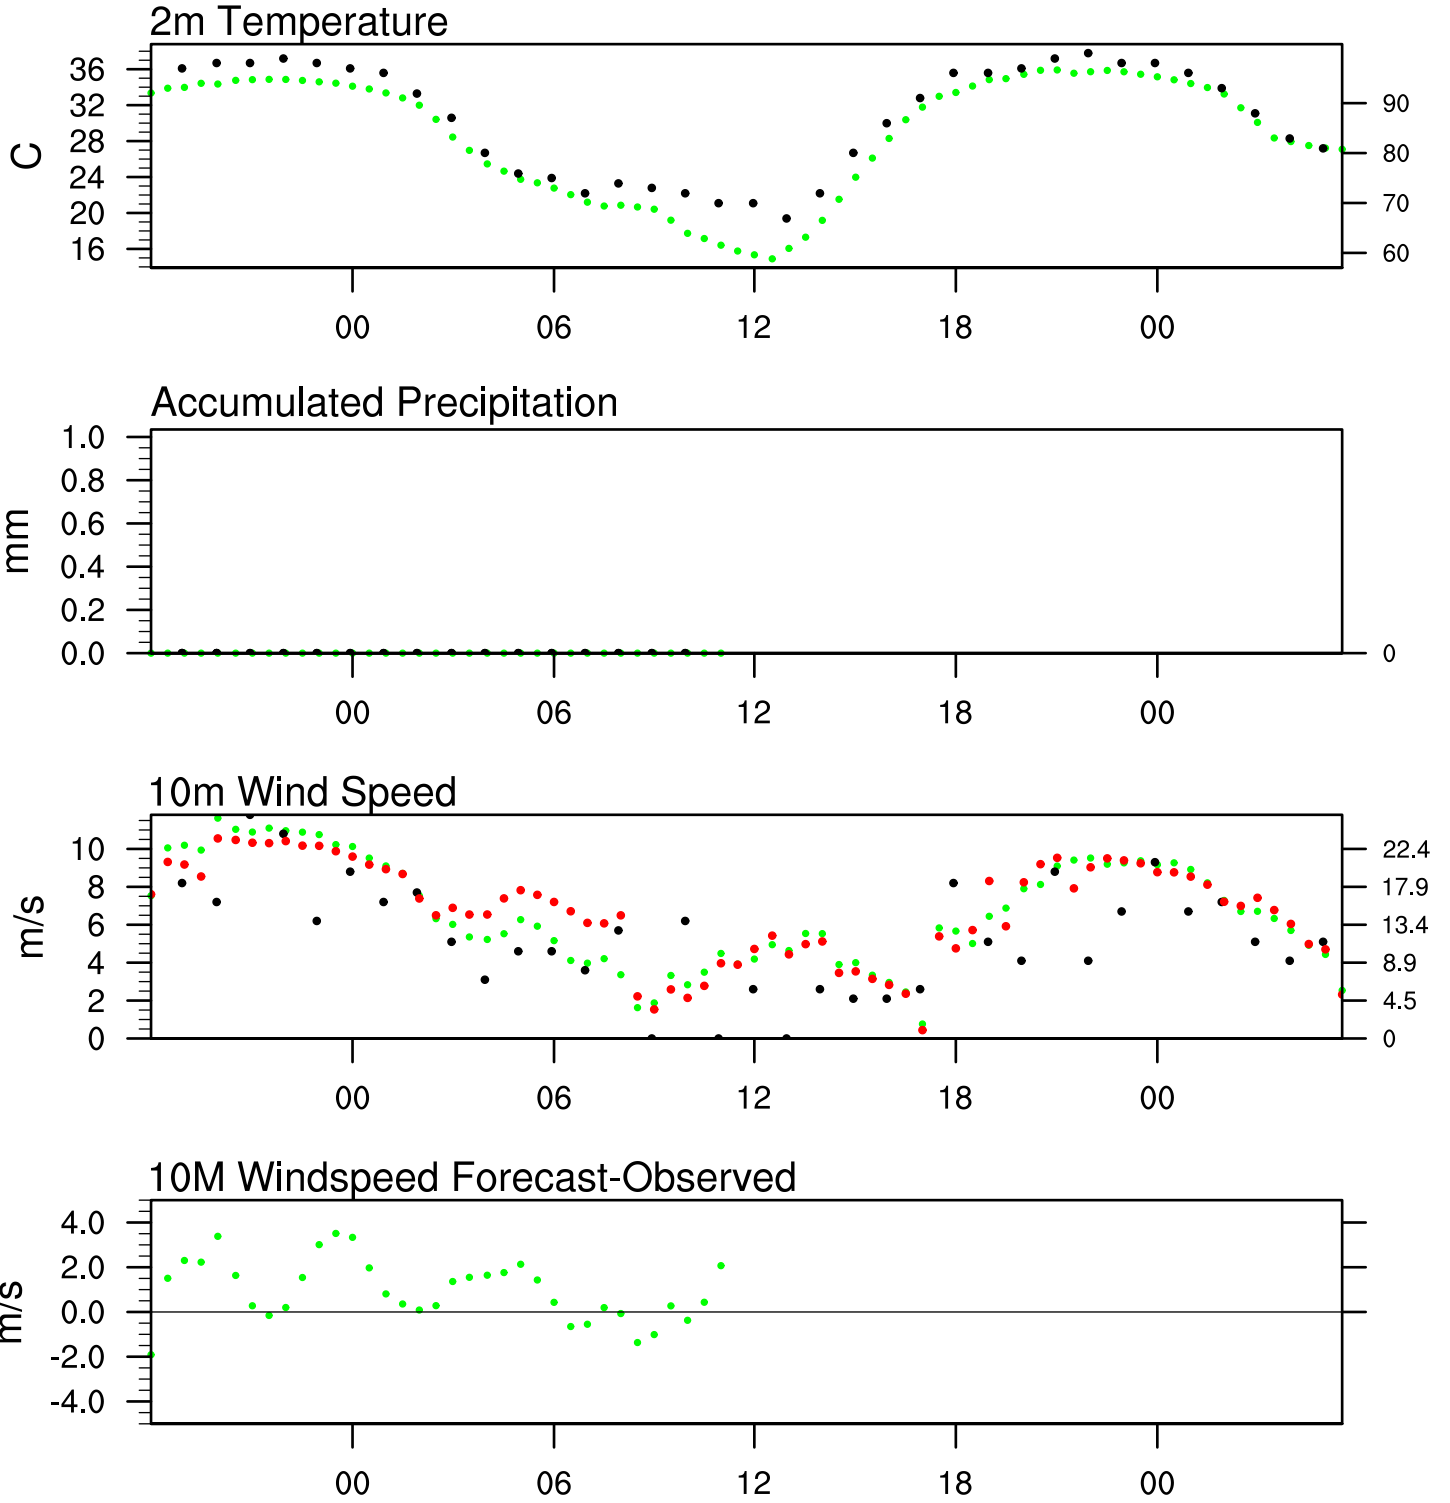 2m Temperature
36
32
28
24
20
16
C
90
80
70
60
00 06 12 18 00
Accumulated Precipitation
1.0
0.8
0.6
0.4
0.2
0.0
mm
0
00 06 12 18 00
10m Wind Speed
10
8
6
4
2
0
m/s
22.4
17.9
13.4
8.9
4.5
0
00 06 12 18 00
10M Windspeed Forecast-Observed
4.0
2.0
0.0
-2.0
-4.0
m/s
00 06 12 18 00